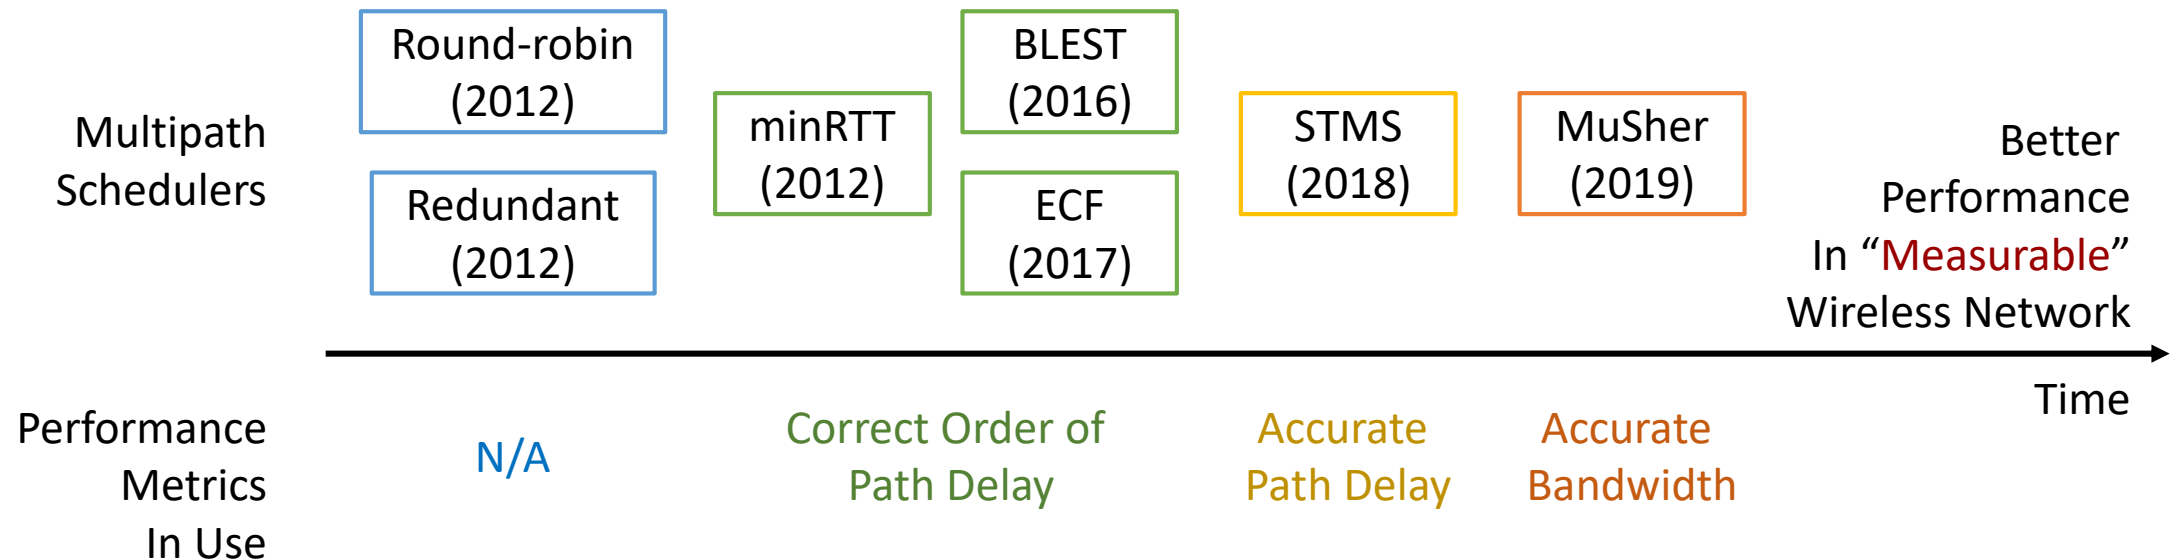 Multipath
Schedulers
Round-robin
(2012)
Redundant
(2012)
minRTT
(2012)
BLEST
(2016)
ECF
(2017)
STMS
(2018)
MuSher
(2019)
Better
Performance
In “Measurable”
Wireless Network
Time
Performance
Metrics
In Use
N/A
Correct Order of
Path Delay
Accurate
Path Delay
Accurate
Bandwidth